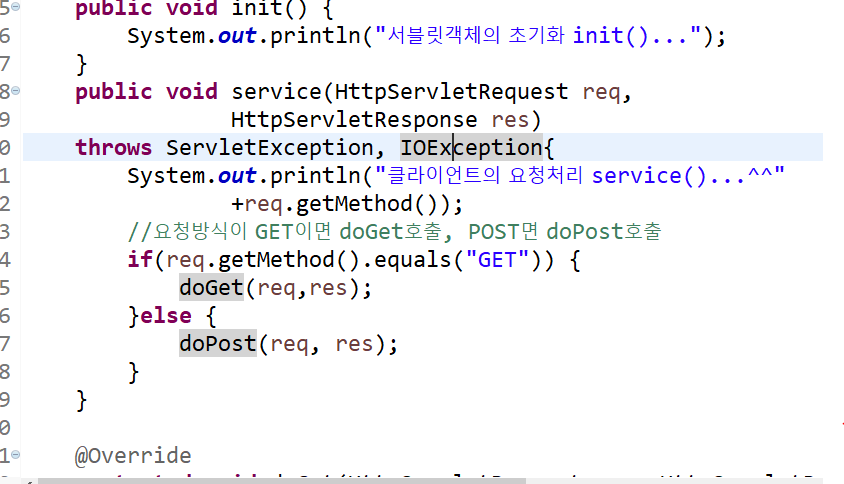 5 public void init() {
6 System.out.println("서블릿객체의 초기화 init()...");
7 }
8 public void service(HttpServletRequest req,
9 HttpServletResponse res)
0 throws ServletException, IOException{
1 System.out.println("클라이언트의 요청처리 service()...^^"
2 +req.getMethod());
3 //요청방식이 GET이면 doGet호출, POST면 doPost호출
4 if(req.getMethod().equals("GET")) {
5 doGet(req,res);
6 }else {
7 doPost(req, res);
8 }
9 }
0
1 @Override